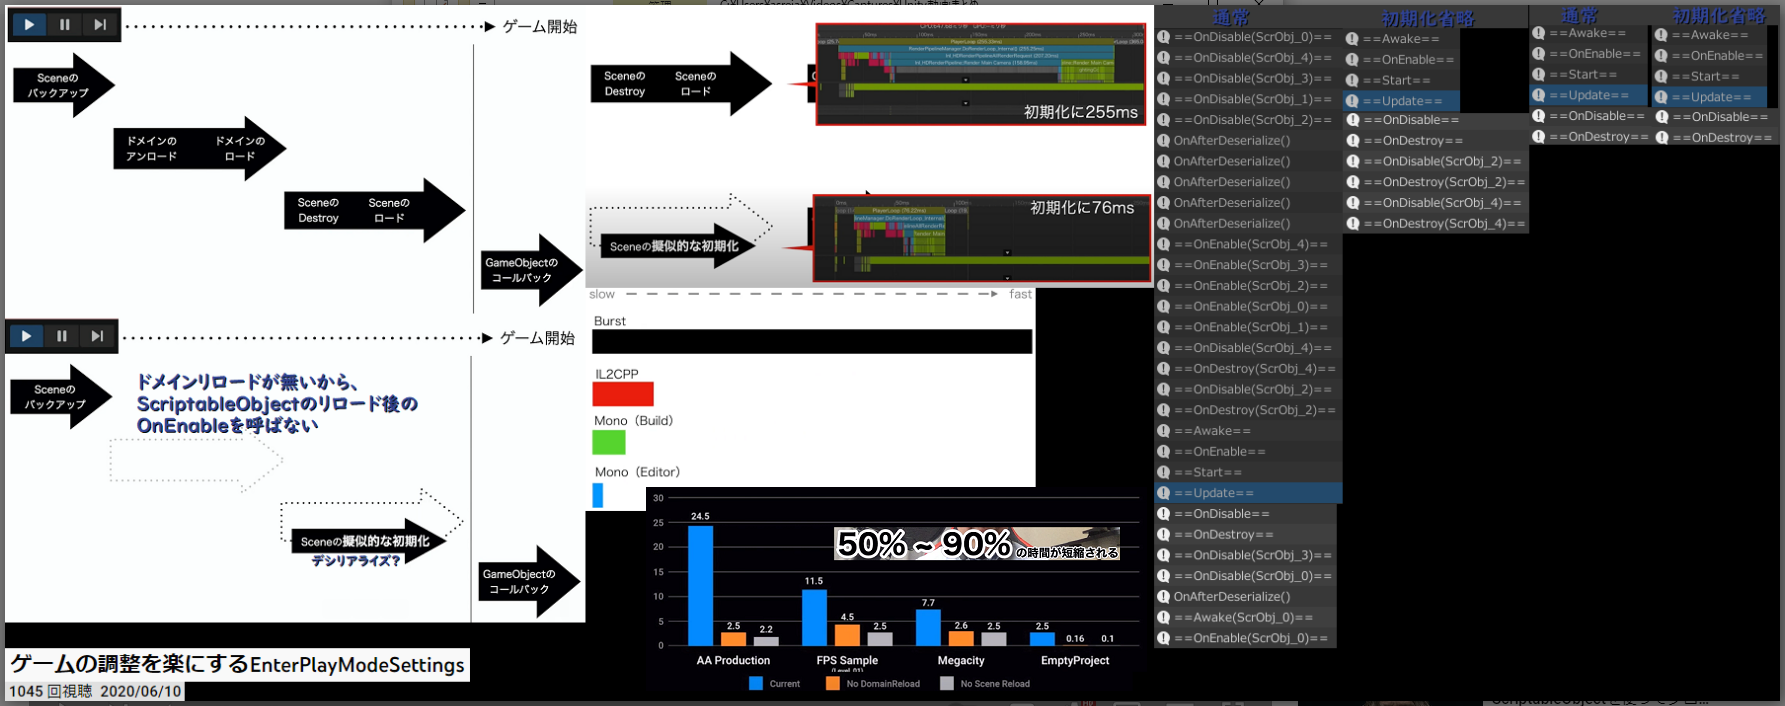 ゲーム開始
Sceneの
バックアップ
ドメインの
アンロード
ドメインの
ロード
Sceneの
Destroy
Sceneの
ロード
GameObjectの
コールバック
ゲーム開始
Sceneの
バックアップ
ドメインリロードが無いから、
ScriptableObjectのリロード後の
OnEnableを呼ばない
Sceneの擬似的な初期化
デシリアライズ?
GameObjectの
コールバック
ゲームの調整を楽にするEnterPlayModeSettings
1045 回視聴 2020/06/10
Sceneの
Destroy
Sceneの
ロード
初期化に255ms
Sceneの擬似的な初期化
初期化に76ms
slow
fast
Burst
IL2CPP
Mono（Build）
Mono（Editor）
50% ~ 90% の時間が短縮される
30
25
20
15
10
5
0
24.5
2.5
2.2
11.5
4.5
2.5
7.7
2.6
2.5
2.5
0.16
0.1
AA Production
FPS Sample
(Level_01)
Megacity
EmptyProject
Current
No DomainReload
No Scene Reload
通常
==OnDisable(ScrObj_0)==
==OnDisable(ScrObj_4)==
==OnDisable(ScrObj_3)==
==OnDisable(ScrObj_1)==
==OnDisable(ScrObj_2)==
OnAfterDeserialize()
OnAfterDeserialize()
OnAfterDeserialize()
OnAfterDeserialize()
OnAfterDeserialize()
==OnEnable(ScrObj_4)==
==OnEnable(ScrObj_3)==
==OnEnable(ScrObj_2)==
==OnEnable(ScrObj_0)==
==OnEnable(ScrObj_1)==
==OnDisable(ScrObj_4)==
==OnDestroy(ScrObj_4)==
==OnDisable(ScrObj_2)==
==OnDestroy(ScrObj_2)==
==Awake==
==OnEnable==
==Start==
==Update==
==OnDisable==
==OnDestroy==
==OnDisable(ScrObj_3)==
==OnDisable(ScrObj_0)==
OnAfterDeserialize()
==Awake(ScrObj_0)==
==OnEnable(ScrObj_0)==
初期化省略
==Awake==
==OnEnable==
==Start==
==Update==
==OnDisable==
==OnDestroy==
==OnDisable(ScrObj_2)==
==OnDestroy(ScrObj_2)==
==OnDisable(ScrObj_4)==
==OnDestroy(ScrObj_4)==
通常
==Awake==
==OnEnable==
==Start==
==Update==
==OnDisable==
==OnDestroy==
初期化省略
==Awake==
==OnEnable==
==Start==
==Update==
==OnDisable==
==OnDestroy==